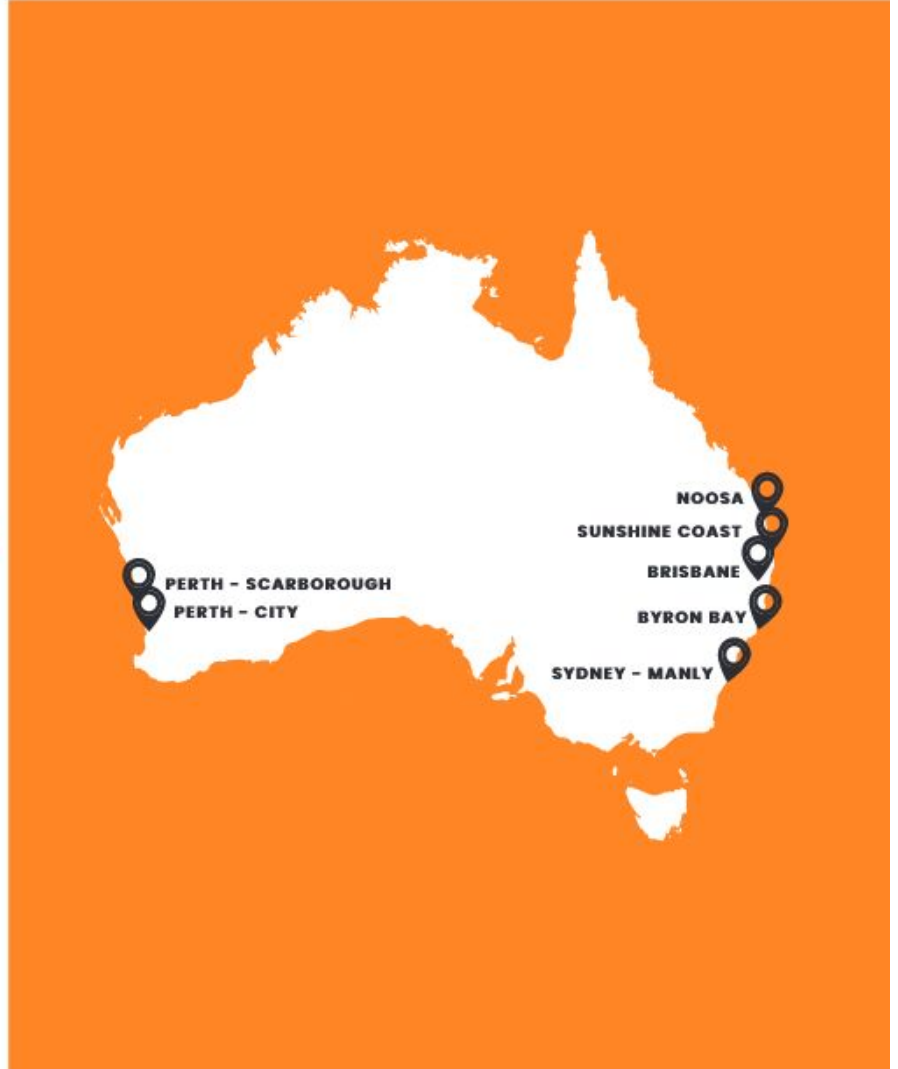 NOOSA
SUNSHINE COAST
BRISBANE
PERTH - SCARBOROUGH
PERTH - CITY
BYRON BAY
SYDNEY - MANLY